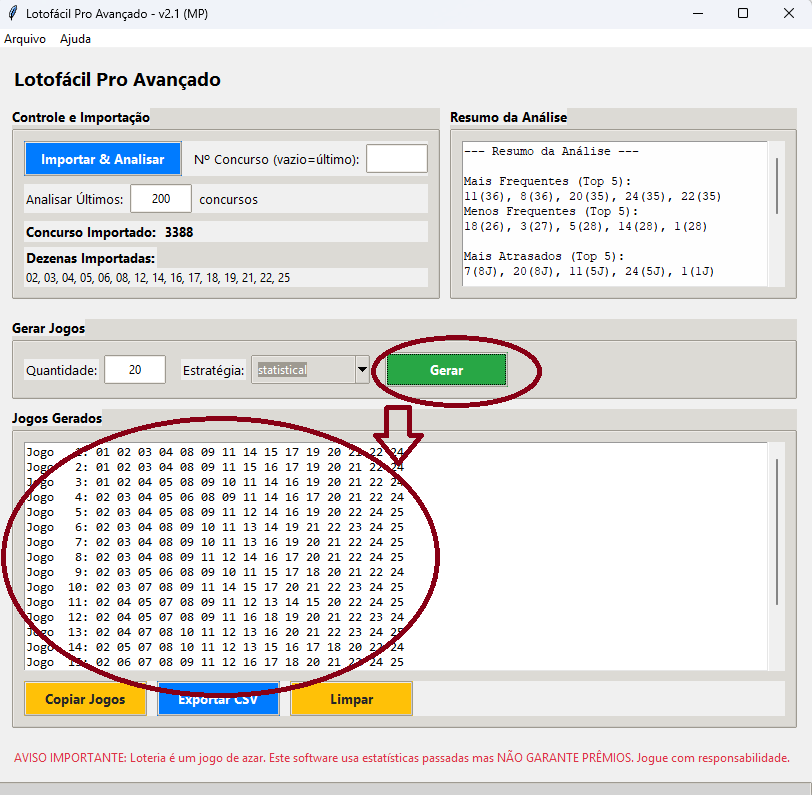 Lotofácil Pro Avançado - v2.1 (MP)
Arquivo Ajuda
Lotofácil Pro Avançado
Controle e Importação
Importar & Analisar Nº Concurso (vazio=último):
Analisar Últimos: 200 concursos
Concurso Importado: 3388
Dezenas Importadas:
02, 03, 04, 05, 06, 08, 12, 14, 16, 17, 18, 19, 21, 22, 25
Resumo da Análise
--- Resumo da Análise ---
Mais Frequentes (Top 5):
11(36), 8(36), 20(35), 24(35), 22(35)
Menos Frequentes (Top 5):
18(26), 3(27), 5(28), 14(28), 1(28)
Mais Atrasados (Top 5):
7(8J), 20(8J), 11(5J), 24(5J), 1(1J)
Gerar Jogos
Quantidade: 20 Estratégia: statistical Gerar
Jogos Gerados
Jogo 1: 01 02 03 04 08 09 11 14 15 17 19 20 21 22 24
Jogo 2: 01 02 03 04 08 09 11 15 16 17 19 20 21 22 24
Jogo 3: 01 02 04 05 08 09 10 11 14 16 19 20 21 22 24
Jogo 4: 02 03 04 05 06 08 09 11 14 16 17 20 21 22 24
Jogo 5: 02 03 04 05 08 09 11 12 14 16 19 20 22 24 25
Jogo 6: 02 03 04 08 09 10 11 13 14 19 21 22 23 24 25
Jogo 7: 02 03 04 08 09 10 11 13 16 19 20 21 22 24 25
Jogo 8: 02 03 04 08 09 11 12 14 16 17 20 21 22 24 25
Jogo 9: 02 03 05 06 08 09 10 11 15 17 18 20 21 22 24
Jogo 10: 02 03 07 08 09 11 14 15 17 20 21 22 23 24 25
Jogo 11: 02 04 05 07 08 09 11 12 13 14 15 20 22 24 25
Jogo 12: 02 04 05 07 08 09 11 16 18 19 20 21 22 23 24
Jogo 13: 02 04 07 08 10 11 12 13 16 20 21 22 23 24 25
Jogo 14: 02 05 07 08 10 11 12 13 15 16 17 18 20 22 24
Jogo 15: 02 06 07 08 09 11 12 16 17 18 20 21 22 24 25
Copiar Jogos Exportar CSV Limpar
AVISO IMPORTANTE: Loteria é um jogo de azar. Este software usa estatísticas passadas mas NÃO GARANTE PRÊMIOS. Jogue com responsabilidade.